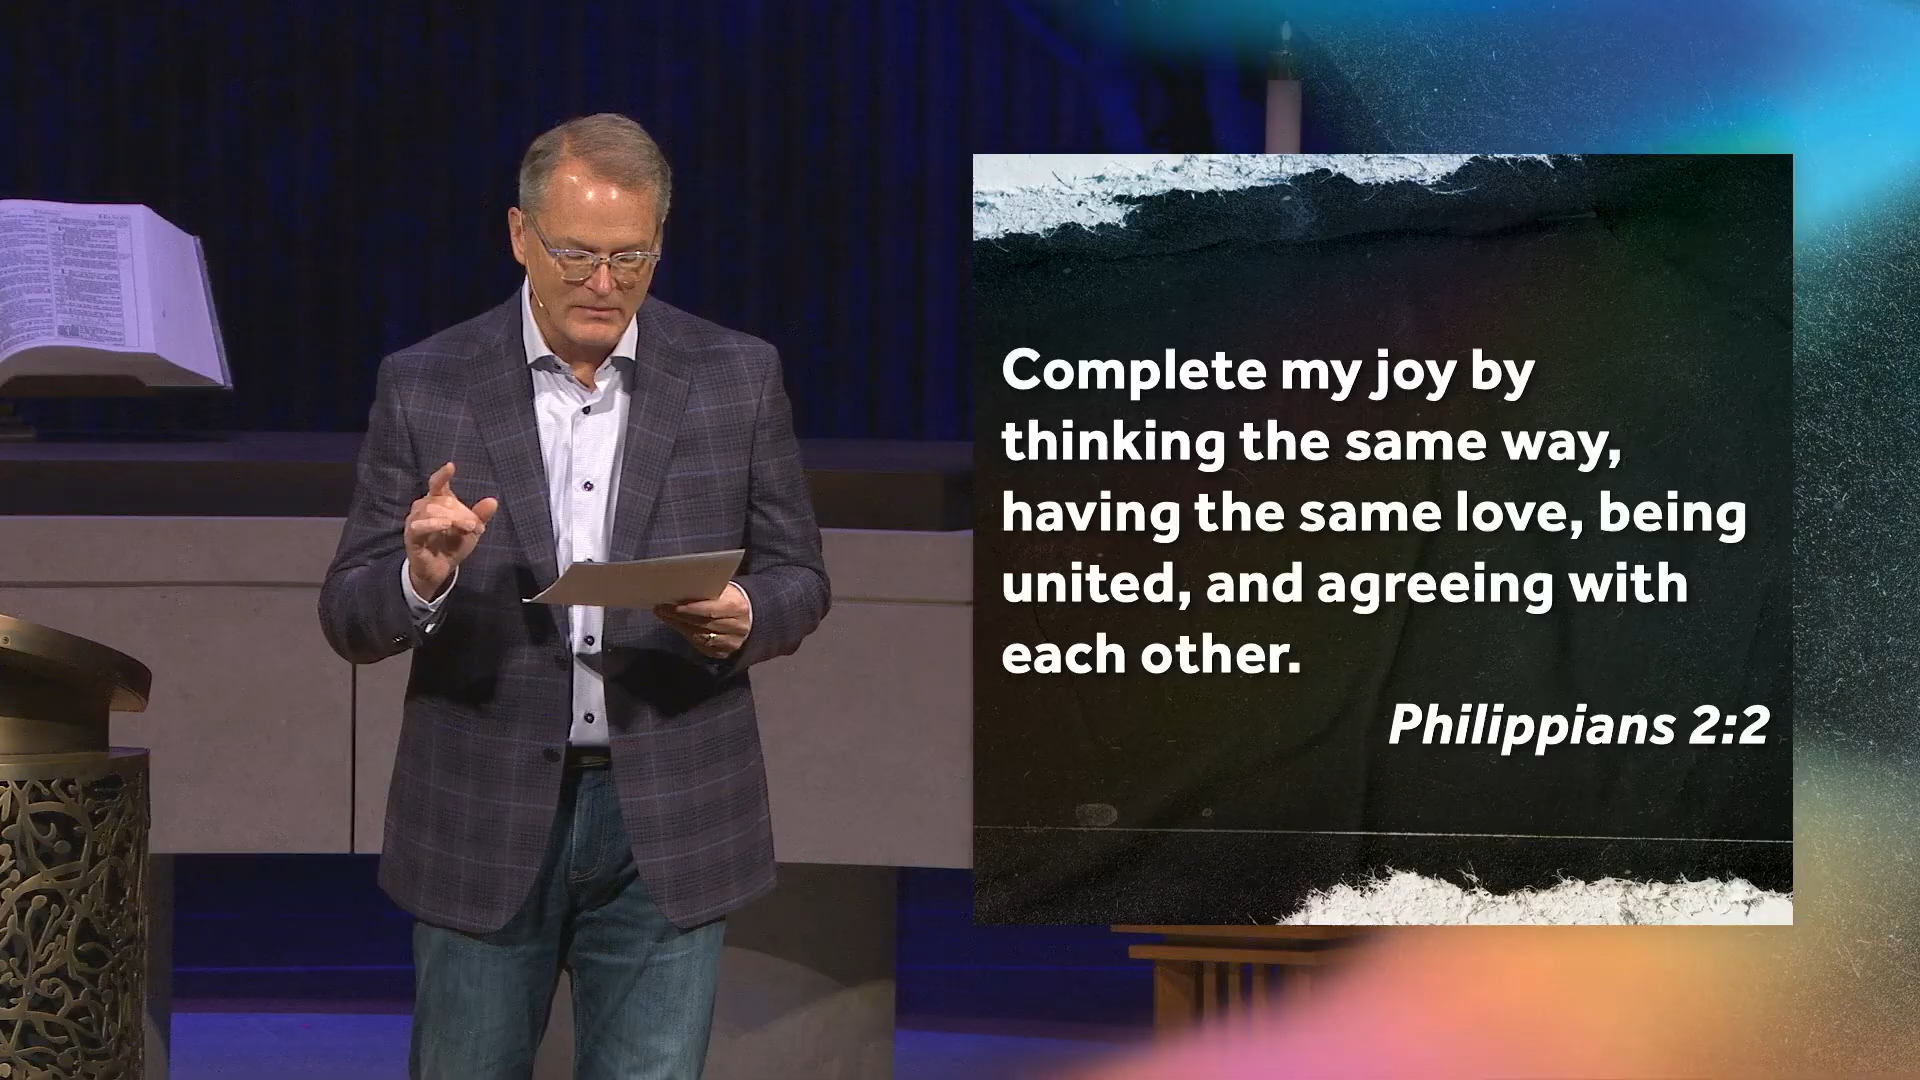 Complete my joy by
thinking the same way,
having the same love, being
united, and agreeing with
each other.
Philippians 2:2